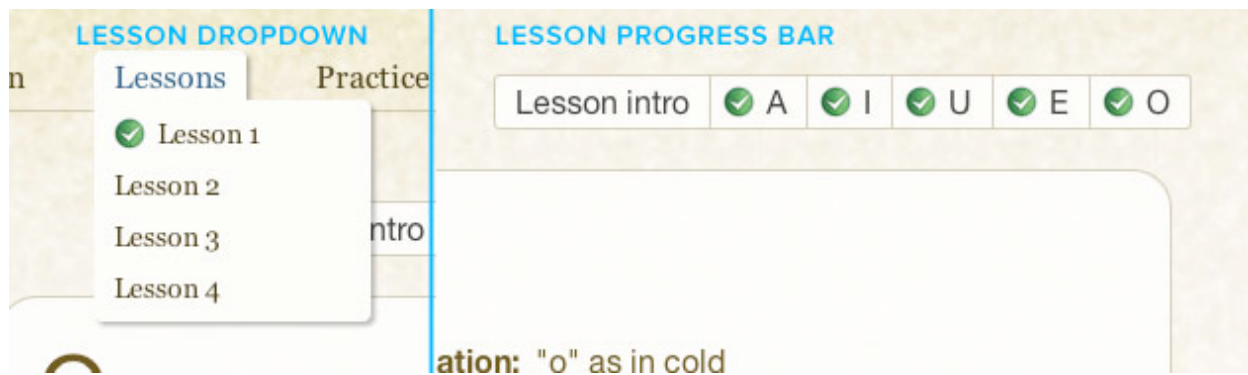 LESSON DROPDOWN
n Lessons Practice
Lesson 1
Lesson 2
Lesson 3
ntro
Lesson 4
LESSON PROGRESS BAR
Lesson intro A I U E O
ation: "o" as in cold